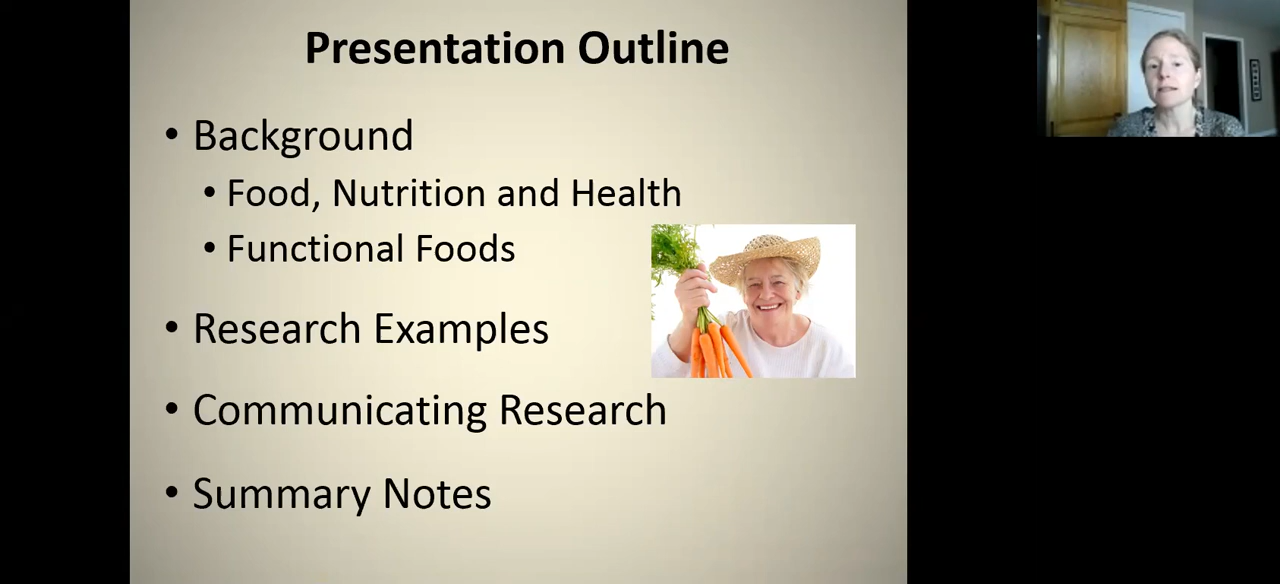 Presentation Outline
• Background
• Food, Nutrition and Health
• Functional Foods
• Research Examples
• Communicating Research
• Summary Notes